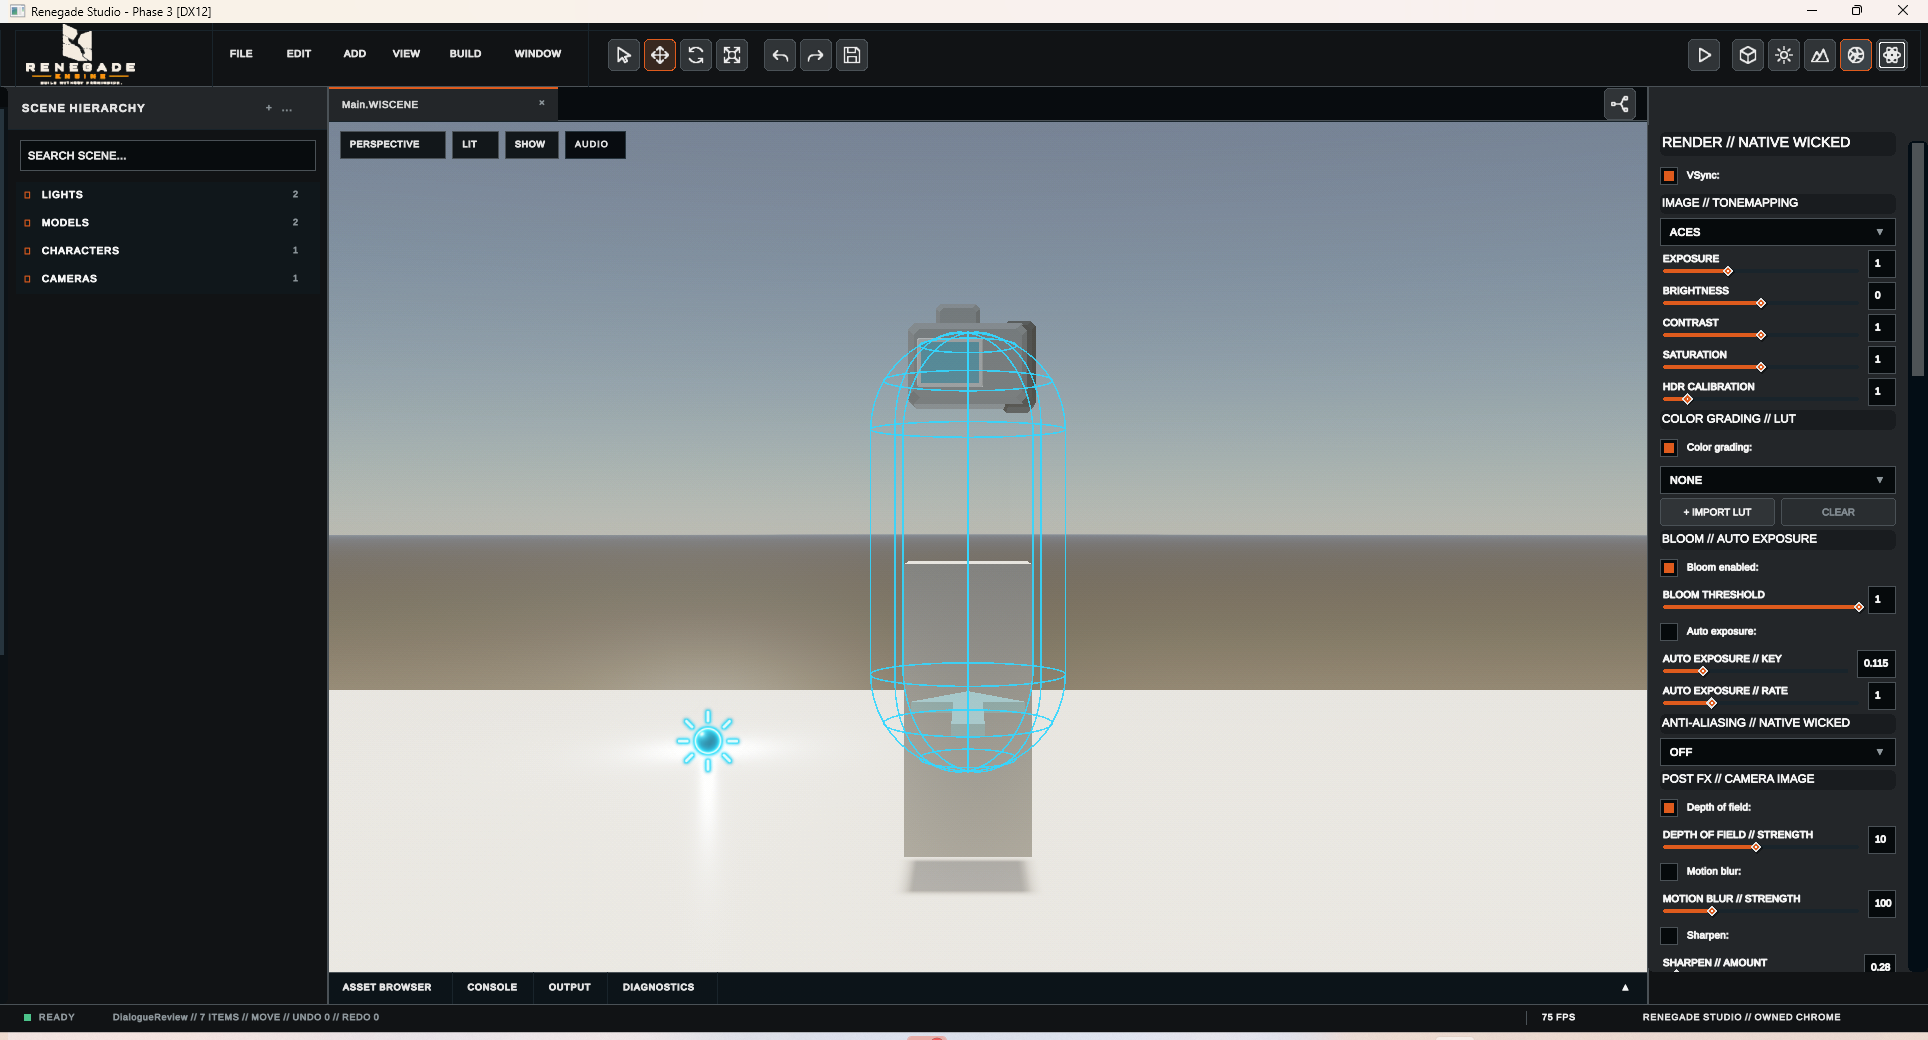 Renegade Studio - Phase 3 [DX12]
RENEGADE
ENGINE
BUILD WITHOUT PERMISSION.
FILE EDIT ADD VIEW BUILD WINDOW
SCENE HIERARCHY + ...
SEARCH SCENE...
LIGHTS 2
MODELS 2
CHARACTERS 1
CAMERAS 1
Main.WISCENE ×
PERSPECTIVE LIT SHOW AUDIO
RENDER // NATIVE WICKED
VSync:
IMAGE // TONEMAPPING
ACES
EXPOSURE 1
BRIGHTNESS 0
CONTRAST 1
SATURATION 1
HDR CALIBRATION 1
COLOR GRADING // LUT
Color grading:
NONE
+ IMPORT LUT CLEAR
BLOOM // AUTO EXPOSURE
Bloom enabled:
BLOOM THRESHOLD 1
Auto exposure:
AUTO EXPOSURE // KEY 0.115
AUTO EXPOSURE // RATE 1
ANTI-ALIASING // NATIVE WICKED
OFF
POST FX // CAMERA IMAGE
Depth of field:
DEPTH OF FIELD // STRENGTH 10
Motion blur:
MOTION BLUR // STRENGTH 100
Sharpen:
SHARPEN // AMOUNT 0.28
ASSET BROWSER CONSOLE OUTPUT DIAGNOSTICS
READY DialogueReview // 7 ITEMS // MOVE // UNDO 0 // REDO 0 75 FPS RENEGADE STUDIO // OWNED CHROME